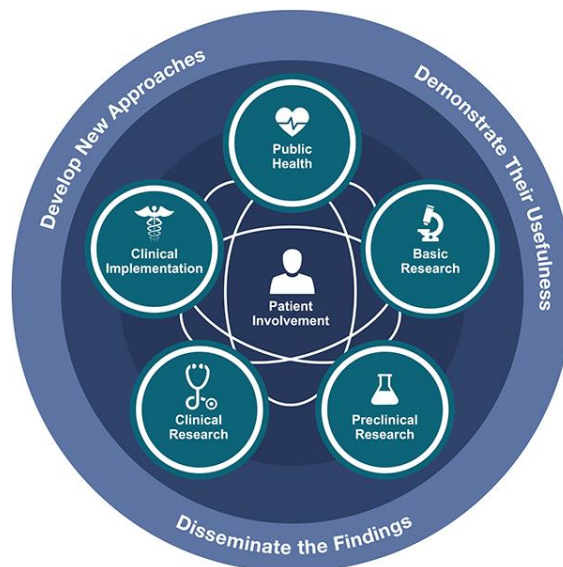 Develop New Approaches
Demonstrate Their Usefulness
Public
Health
Clinical
Implementation
Basic
Research
Patient
Involvement
Clinical
Research
Preclinical
Research
Disseminate the Findings